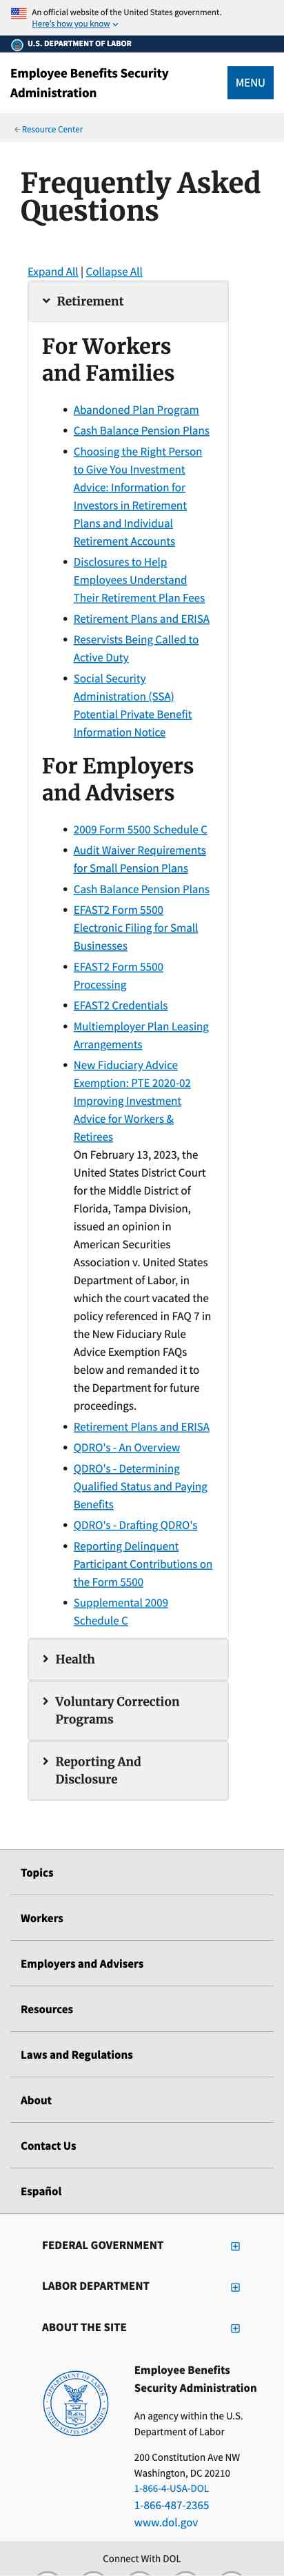 An official website of the United States government.
Here's how you know
U.S. DEPARTMENT OF LABOR
Employee Benefits Security
Administration
MENU
Resource Center
Frequently Asked
Questions
Expand All | Collapse All
Retirement
For Workers
and Families
• Abandoned Plan Program
• Cash Balance Pension Plans
• Choosing the Right Person
to Give You Investment
Advice: Information for
Investors in Retirement
Plans and Individual
Retirement Accounts
• Disclosures to Help
Employees Understand
Their Retirement Plan Fees
• Retirement Plans and ERISA
• Reservists Being Called to
Active Duty
• Social Security
Administration (SSA)
Potential Private Benefit
Information Notice
For Employers
and Advisers
• 2009 Form 5500 Schedule C
• Audit Waiver Requirements
for Small Pension Plans
• Cash Balance Pension Plans
• EFAST2 Form 5500
Electronic Filing for Small
Businesses
• EFAST2 Form 5500
Processing
• EFAST2 Credentials
• Multiemployer Plan Leasing
Arrangements
• New Fiduciary Advice
Exemption: PTE 2020-02
Improving Investment
Advice for Workers &
Retirees
On February 13, 2023, the
United States District Court
for the Middle District of
Florida, Tampa Division,
issued an opinion in
American Securities
Association v. United States
Department of Labor, in
which the court vacated the
policy referenced in FAQ 7 in
the New Fiduciary Rule
Advice Exemption FAQs
below and remanded it to
the Department for future
proceedings.
• Retirement Plans and ERISA
• QDRO's - An Overview
• QDRO's - Determining
Qualified Status and Paying
Benefits
• QDRO's - Drafting QDRO's
• Reporting Delinquent
Participant Contributions on
the Form 5500
• Supplemental 2009
Schedule C
Health
Voluntary Correction
Programs
Reporting And
Disclosure
Topics
Workers
Employers and Advisers
Resources
Laws and Regulations
About
Contact Us
Español
FEDERAL GOVERNMENT
LABOR DEPARTMENT
ABOUT THE SITE
DEPARTMENT OF LABOR
UNITED STATES OF AMERICA
Employee Benefits
Security Administration
An agency within the U.S.
Department of Labor
200 Constitution Ave NW
Washington, DC 20210
1-866-4-USA-DOL
1-866-487-2365
www.dol.gov
Connect With DOL